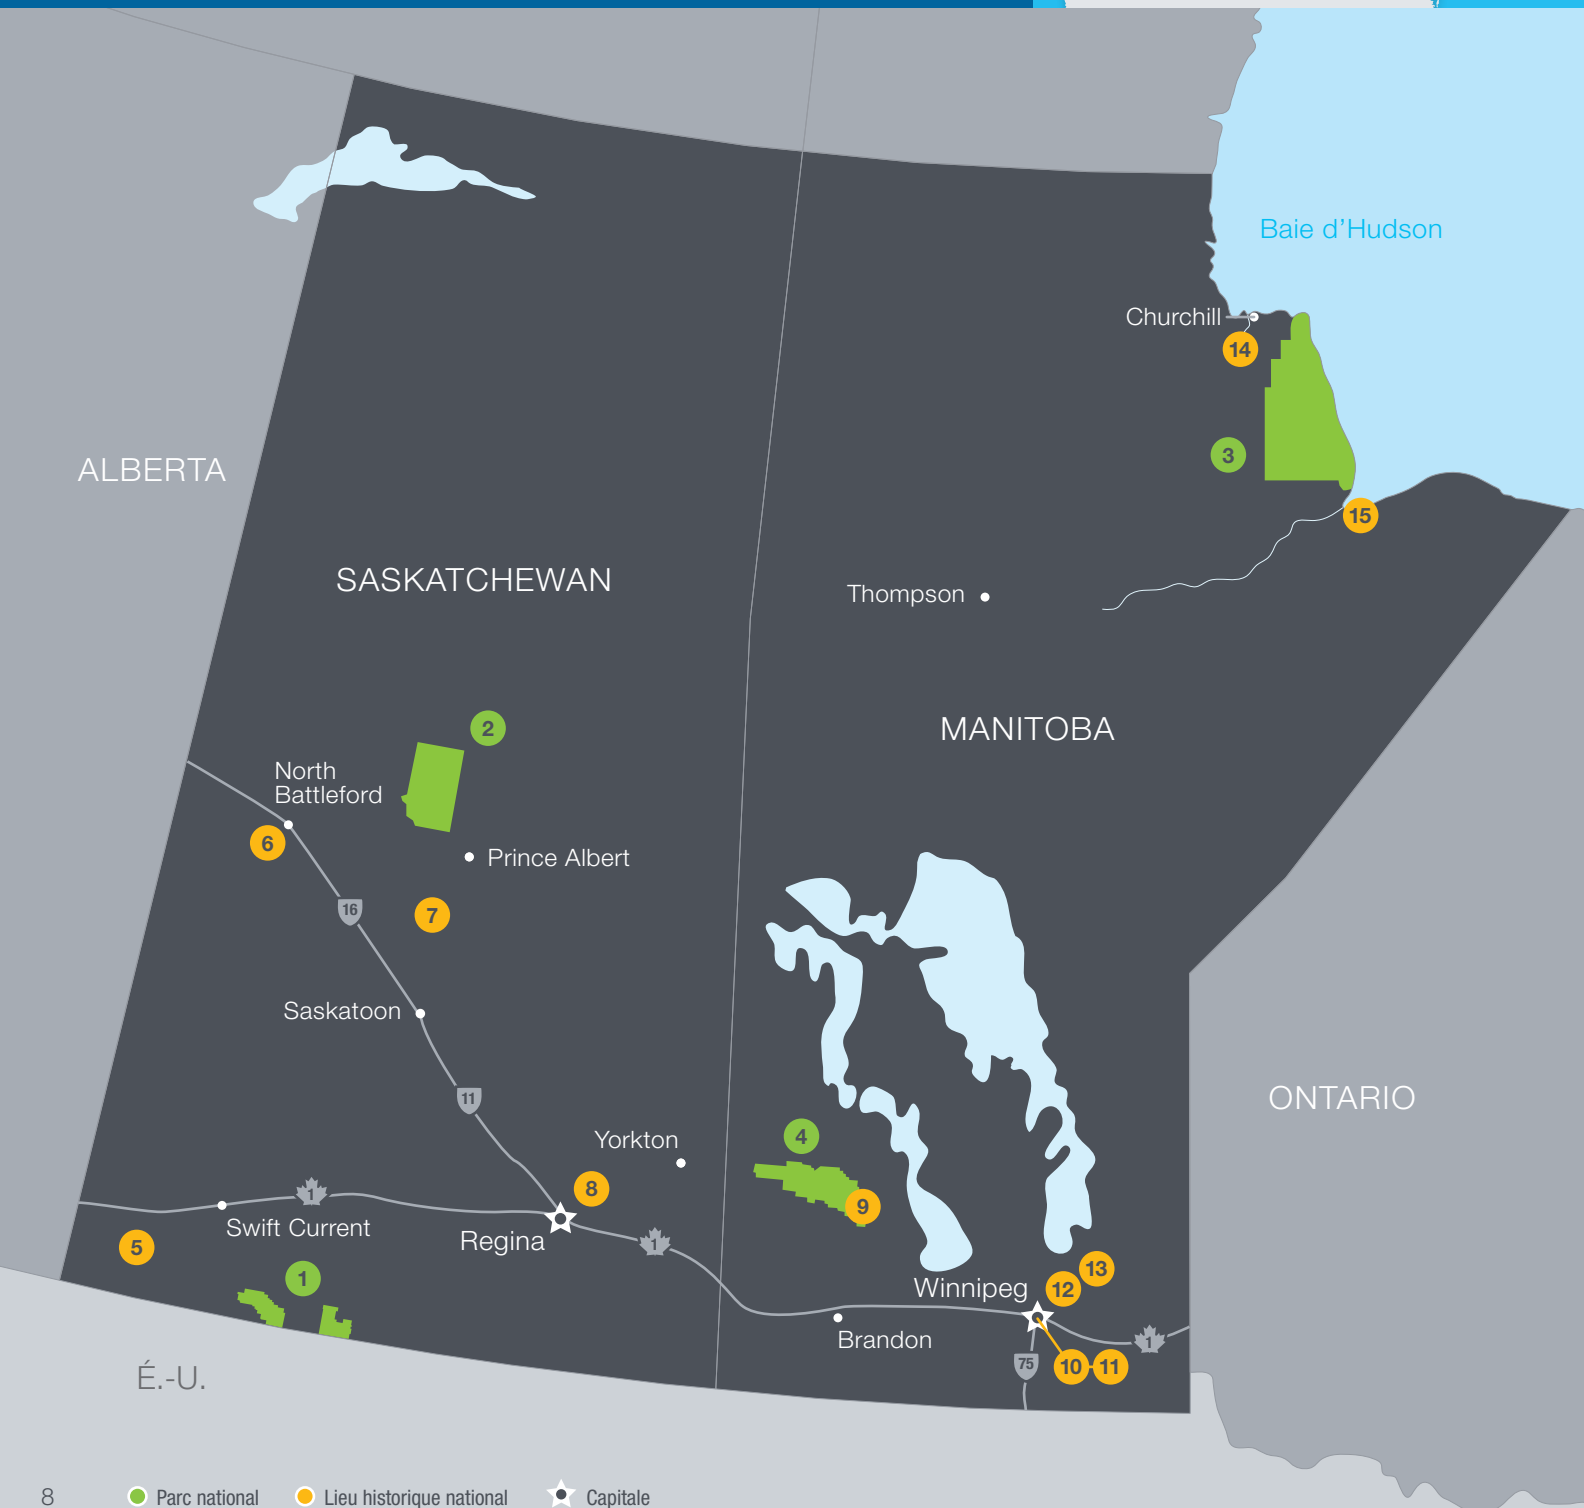 Baie d’Hudson
Churchill
14
ALBERTA
3
15
SASKATCHEWAN
Thompson
2
MANITOBA
North
Battleford
6
Prince Albert
16
7
Saskatoon
11
ONTARIO
Yorkton
4
8
1
9
Swift Current
Regina
1
5
1
13
12
Winnipeg
Brandon
1
75
10
11
É.-U.
8
Parc national
Lieu historique national
Capitale